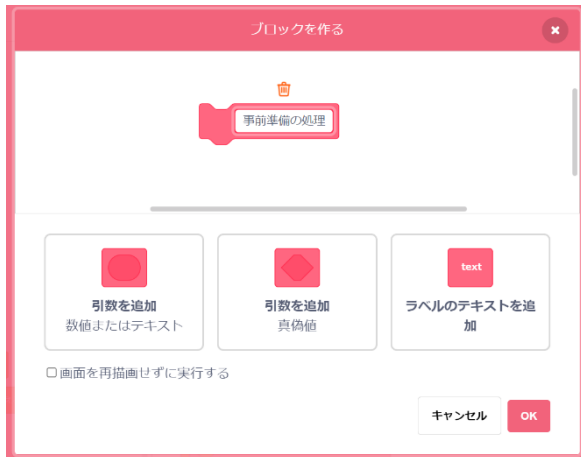 ブロックを作る
事前準備の処理
text
引数を追加
数値またはテキスト
引数を追加
真偽値
ラベルのテキストを追
加
画面を再描画せずに実行する
キャンセル
OK